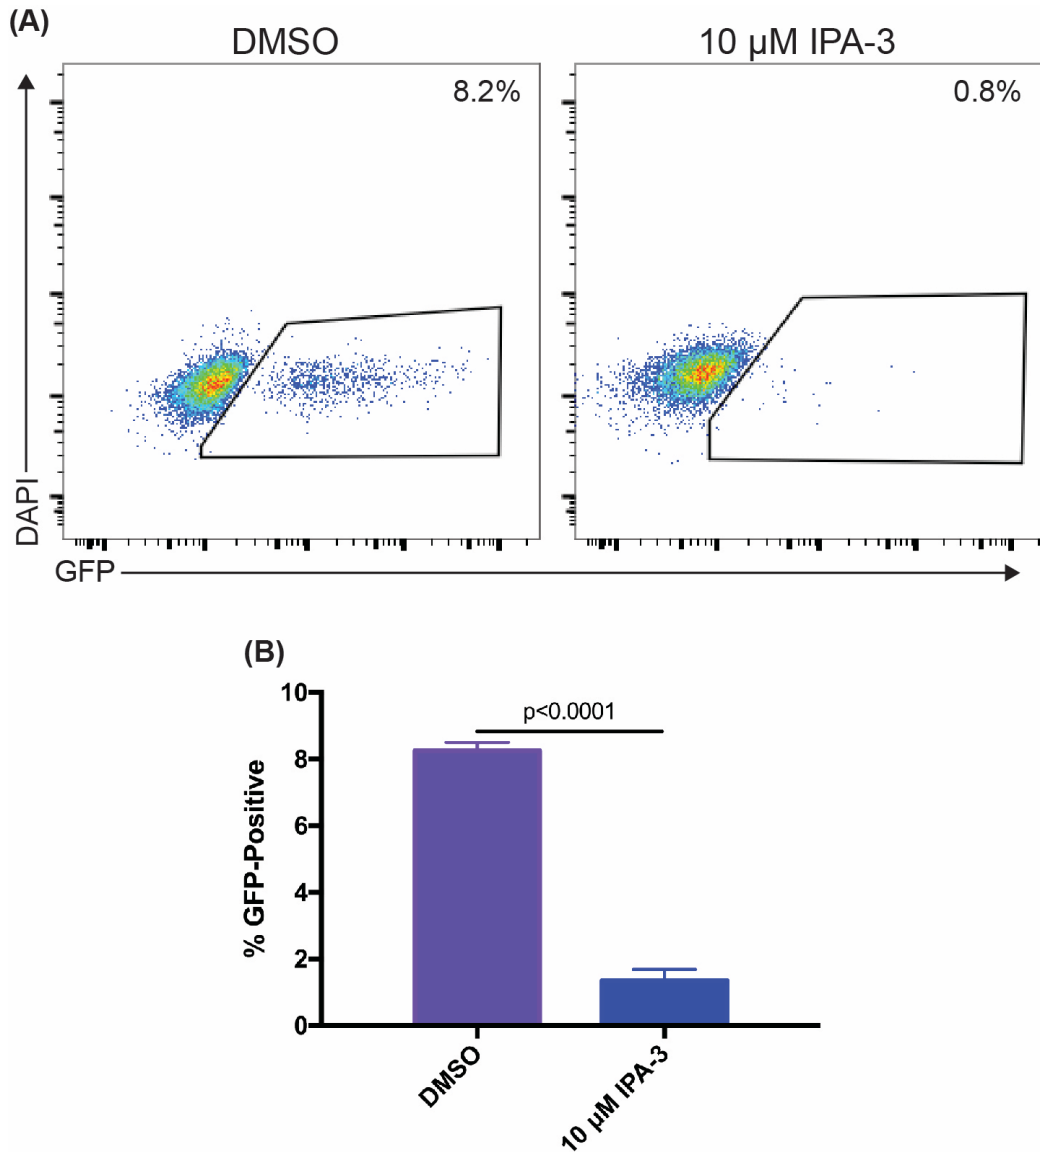 (A)
DMSO
10 µM IPA-3
8.2%
0.8%
DAPI
GFP
(B)
p<0.0001
10
8
6
4
2
0
% GFP-Positive
DMSO
10 µM IPA-3